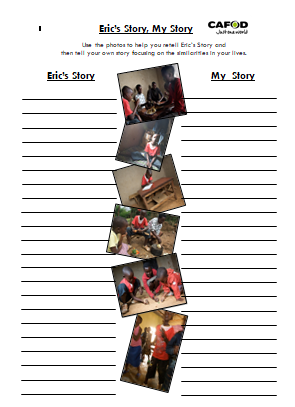 Eric's Story, My Story
CAFOD
Just one world
Use the photos to help you retell Eric's Story and
then tell your own story focusing on the similarities in your lives.
Eric's Story
My Story